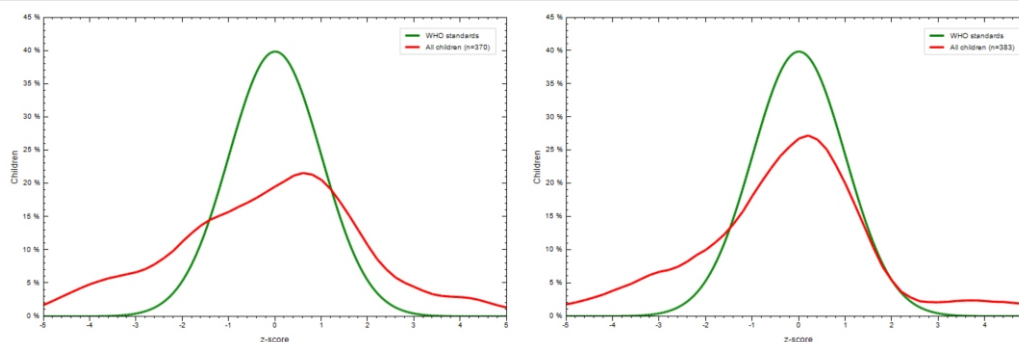 45 %
40 %
35 %
30 %
25 %
20 %
15 %
10 %
5 %
0 %
Children
WHO standards
All children (n=370)
-5 -4 -3 -2 -1 0 1 2 3 4 5
z-score
45 %
40 %
35 %
30 %
25 %
20 %
15 %
10 %
5 %
0 %
Children
WHO standards
All children (n=383)
-5 -4 -3 -2 -1 0 1 2 3 4
z-score